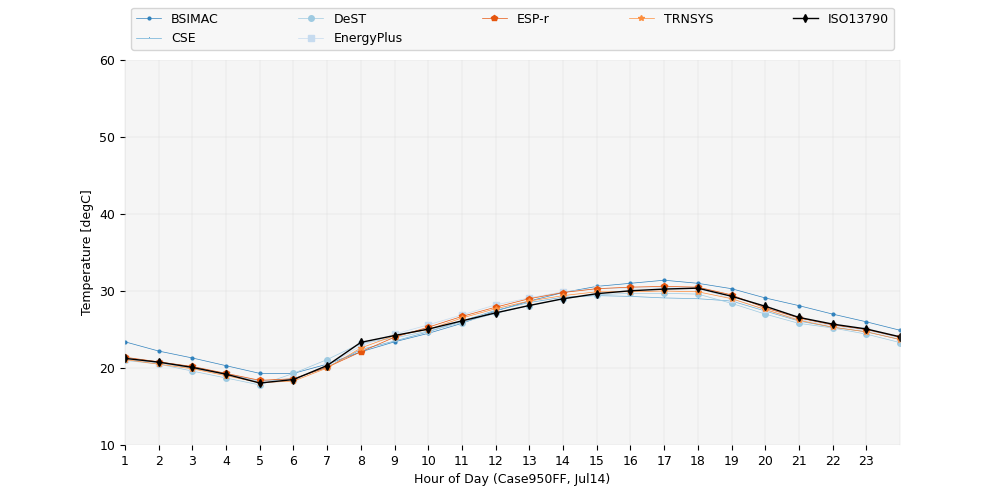 BSIMAC DeST ESP-r TRNSYS ISO13790
CSE EnergyPlus
60
50
40
30
20
10
Temperature [degC]
1 2 3 4 5 6 7 8 9 10 11 12 13 14 15 16 17 18 19 20 21 22 23
Hour of Day (Case950FF, Jul14)